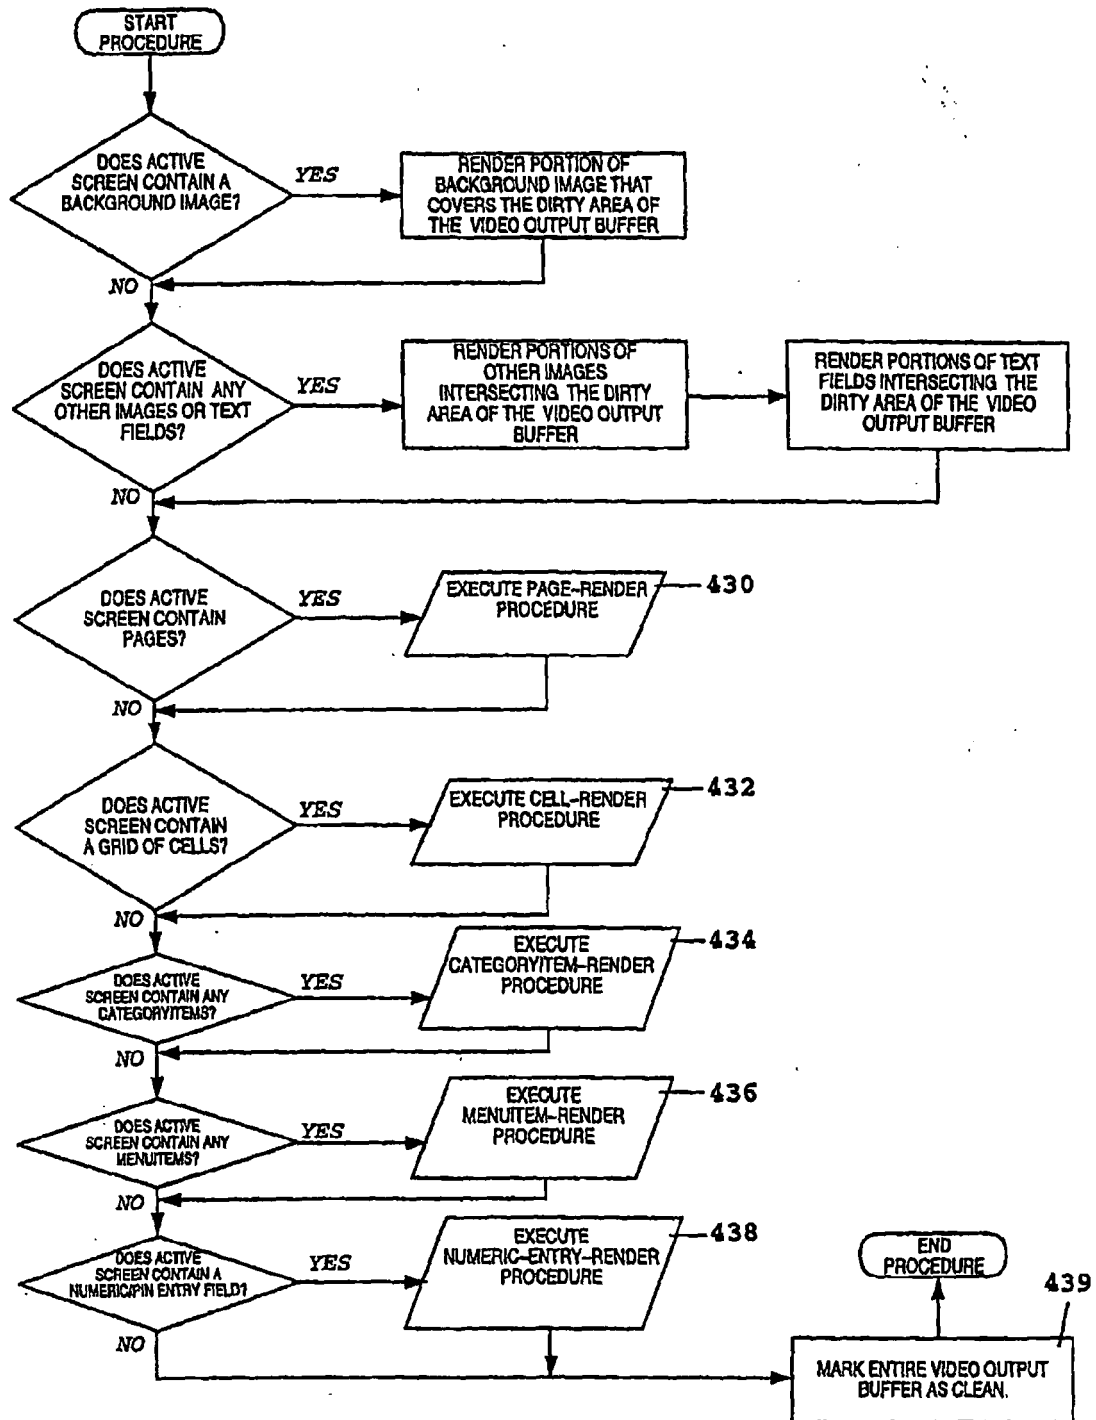 START
PROCEDURE
DOES ACTIVE
SCREEN CONTAIN A
BACKGROUND IMAGE?
YES
RENDER PORTION OF
BACKGROUND IMAGE THAT
COVERS THE DIRTY AREA OF
THE VIDEO OUTPUT BUFFER
NO
DOES ACTIVE
SCREEN CONTAIN ANY
OTHER IMAGES OR TEXT
FIELDS?
YES
RENDER PORTIONS OF
OTHER IMAGES
INTERSECTING THE DIRTY
AREA OF THE VIDEO OUTPUT
BUFFER
RENDER PORTIONS OF TEXT
FIELDS INTERSECTING THE
DIRTY AREA OF THE VIDEO
OUTPUT BUFFER
NO
DOES ACTIVE
SCREEN CONTAIN
PAGES?
YES
EXECUTE PAGE-RENDER
PROCEDURE
430
NO
DOES ACTIVE
SCREEN CONTAIN
A GRID OF CELLS?
YES
EXECUTE CELL-RENDER
PROCEDURE
432
NO
DOES ACTIVE
SCREEN CONTAIN ANY
CATEGORYITEMS?
YES
EXECUTE
CATEGORYITEM-RENDER
PROCEDURE
434
NO
DOES ACTIVE
SCREEN CONTAIN ANY
MENUITEMS?
YES
EXECUTE
MENUITEM-RENDER
PROCEDURE
436
NO
DOES ACTIVE
SCREEN CONTAIN A
NUMERIC/PIN ENTRY FIELD?
YES
EXECUTE
NUMERIC-ENTRY-RENDER
PROCEDURE
438
NO
END
PROCEDURE
439
MARK ENTIRE VIDEO OUTPUT
BUFFER AS CLEAN.